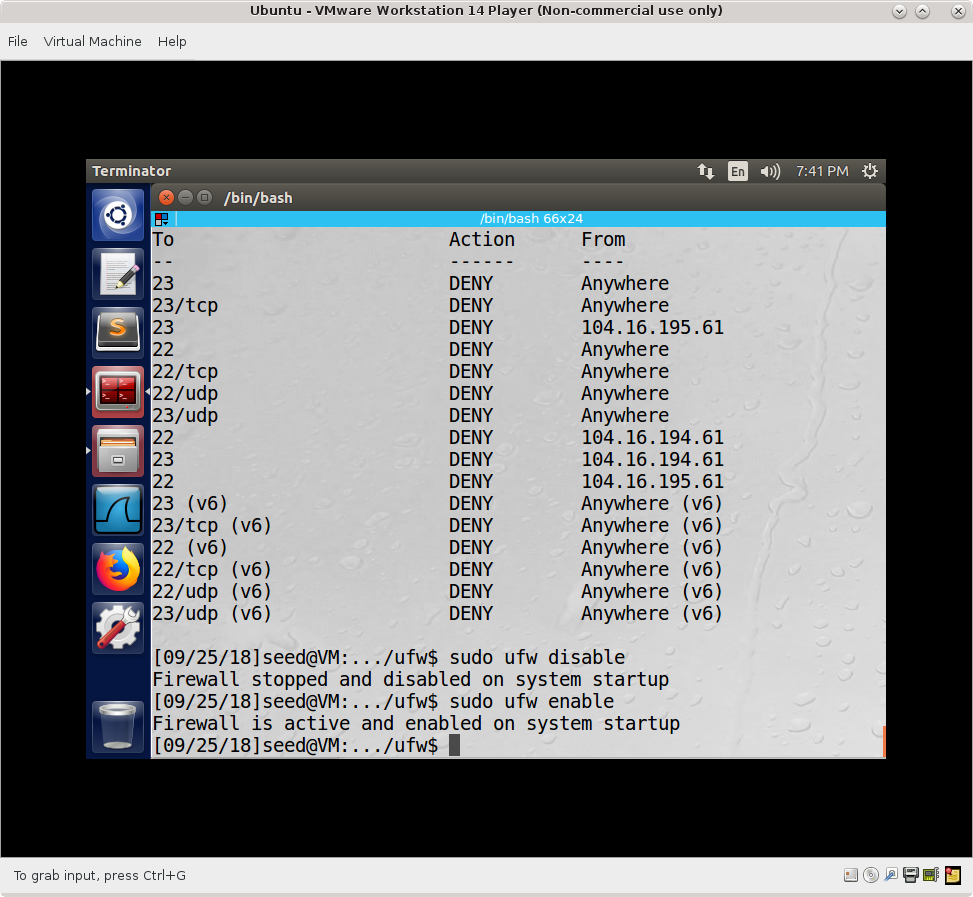 Ubuntu - VMware Workstation 14 Player (Non-commercial use only)
File Virtual Machine Help
Terminator En 7:41 PM
/bin/bash
/bin/bash 66x24
To Action From
-- ------ ----
23 DENY Anywhere
23/tcp DENY Anywhere
23 DENY 104.16.195.61
22 DENY Anywhere
22/tcp DENY Anywhere
22/udp DENY Anywhere
23/udp DENY Anywhere
22 DENY 104.16.194.61
23 DENY 104.16.194.61
22 DENY 104.16.195.61
23 (v6) DENY Anywhere (v6)
23/tcp (v6) DENY Anywhere (v6)
22 (v6) DENY Anywhere (v6)
22/tcp (v6) DENY Anywhere (v6)
22/udp (v6) DENY Anywhere (v6)
23/udp (v6) DENY Anywhere (v6)
[09/25/18]seed@VM:.../ufw$ sudo ufw disable
Firewall stopped and disabled on system startup
[09/25/18]seed@VM:.../ufw$ sudo ufw enable
Firewall is active and enabled on system startup
[09/25/18]seed@VM:.../ufw$
To grab input, press Ctrl+G